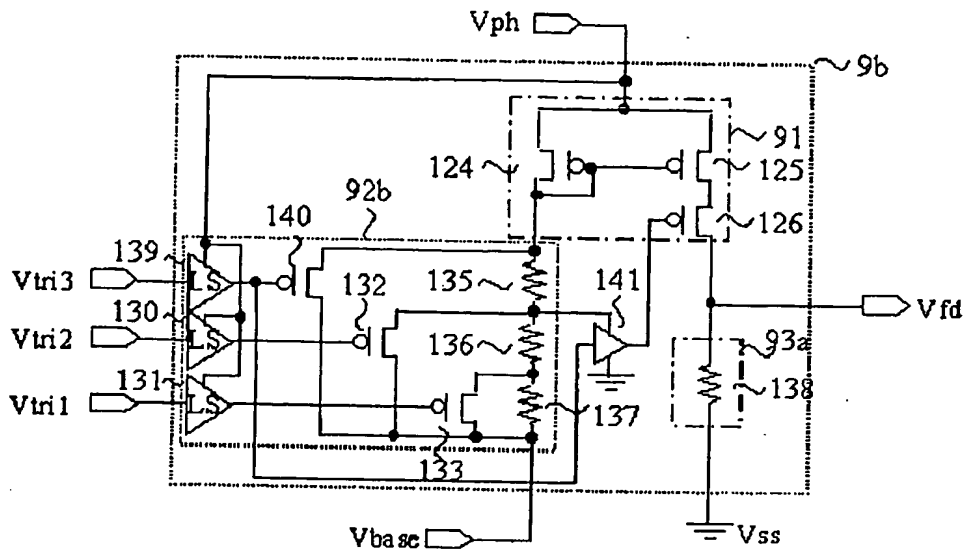 Vph
9b
91
124
125
92b
126
140
139
LS
Vtri3
132
135
141
130
LS
Vtri2
136
Vfd
93a
131
LS
Vtri1
138
137
133
Vbase
Vss